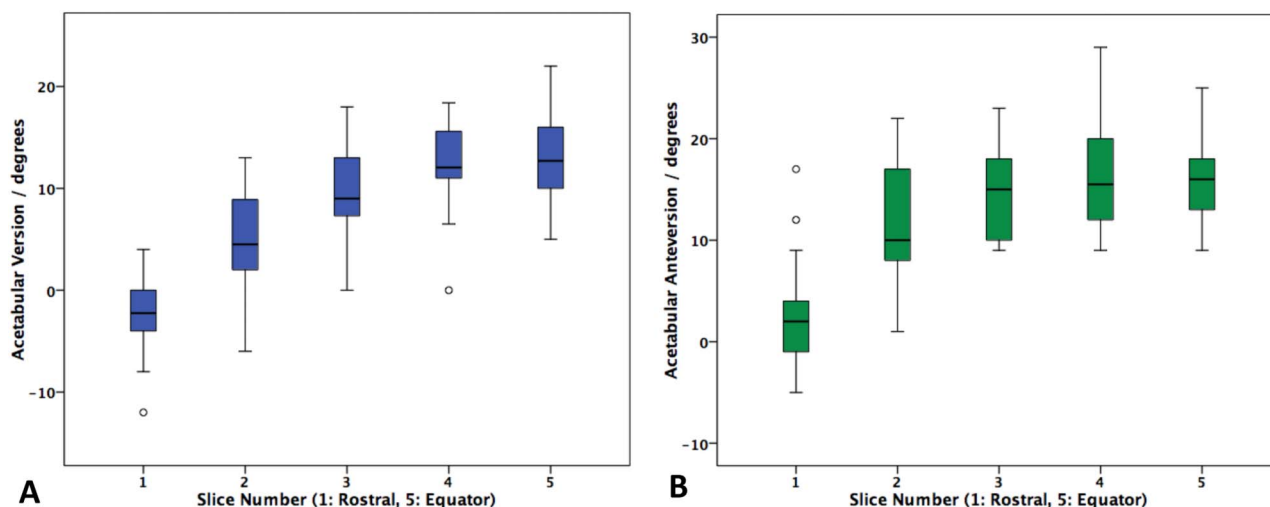 Acetabular Version / degrees
20
10
0
-10
1 2 3 4 5
Slice Number (1: Rostral, 5: Equator)
A
Acetabular Anteversion / degrees
30
20
10
0
-10
1 2 3 4 5
Slice Number (1: Rostral, 5: Equator)
B